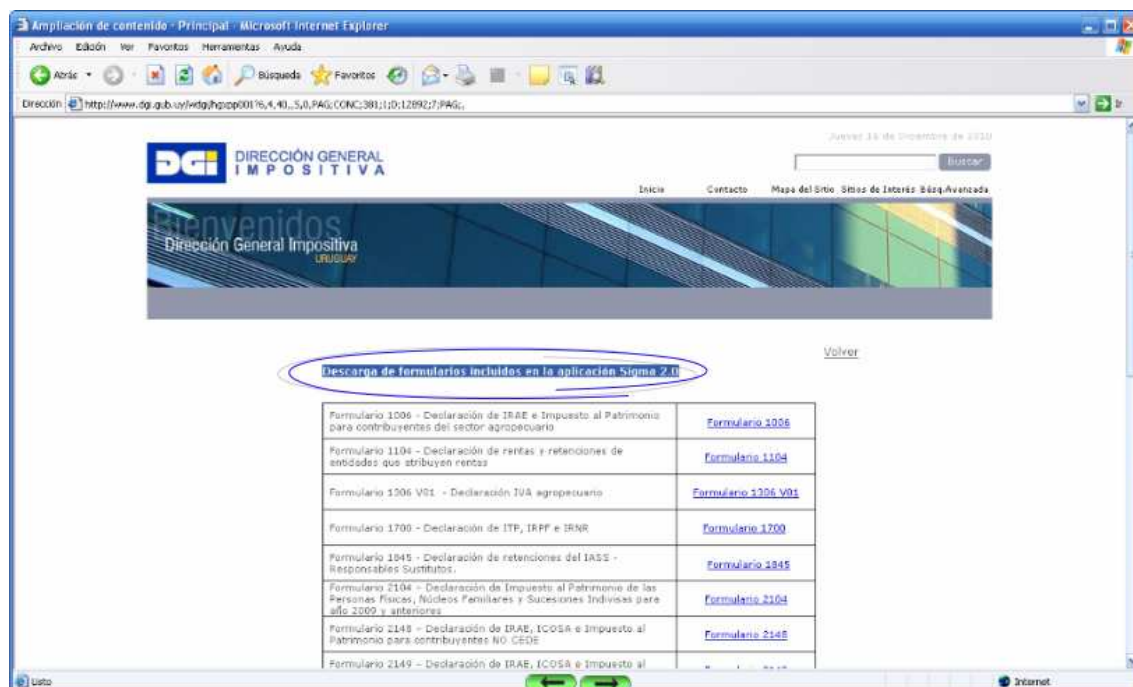 Ampliación de contenido - Principal - Microsoft Internet Explorer
Archivo Edición Ver Favoritos Herramientas Ayuda
Atrás Búsqueda Favoritos
Dirección
Jueves 16 de Diciembre de 2010
DGI DIRECCIÓN GENERAL
IMPOSITIVA
Buscar
Inicio Contacto Mapa del Sitio Sitios de Interés Búsq.Avanzada
Bienvenidos
Dirección General Impositiva
URUGUAY
Volver
Descarga de formularios incluidos en la aplicación Sigma 2.0
Formulario 1006 - Declaración de IRAE e Impuesto al Patrimonio
para contribuyentes del sector agropecuario
Formulario 1006
Formulario 1104 - Declaración de rentas y retenciones de
entidades que atribuyen rentas
Formulario 1104
Formulario 1306 V01 - Declaración IVA agropecuario
Formulario 1306 V01
Formulario 1700 - Declaración de ITP, IRPF e IRNR
Formulario 1700
Formulario 1845 - Declaración de retenciones del IASS -
Responsables Sustitutos.
Formulario 1845
Formulario 2104 - Declaración de Impuesto al Patrimonio de las
Personas Físicas, Núcleos Familiares y Sucesiones Indivisas para
año 2009 y anteriores
Formulario 2104
Formulario 2148 - Declaración de IRAE, ICOSA e Impuesto al
Patrimonio para contribuyentes NO CEDE
Formulario 2148
Formulario 2149 - Declaración de IRAE, ICOSA e Impuesto al
Listo
Internet